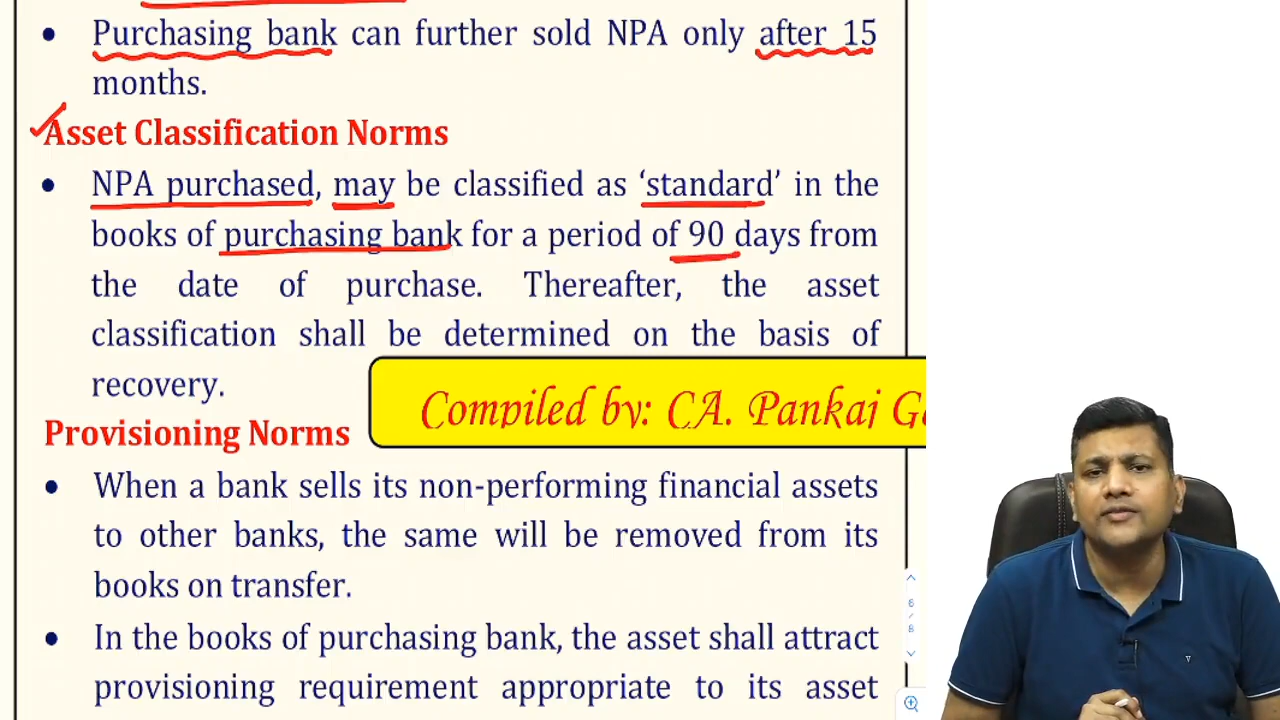 • Purchasing bank can further sold NPA only after 15
months.
Asset Classification Norms
• NPA purchased, may be classified as ‘standard’ in the
books of purchasing bank for a period of 90 days from
the date of purchase. Thereafter, the asset
classification shall be determined on the basis of
recovery.
Compiled by: CA. Pankaj G
Provisioning Norms
• When a bank sells its non-performing financial assets
to other banks, the same will be removed from its
books on transfer.
• In the books of purchasing bank, the asset shall attract
provisioning requirement appropriate to its asset
6
/
8